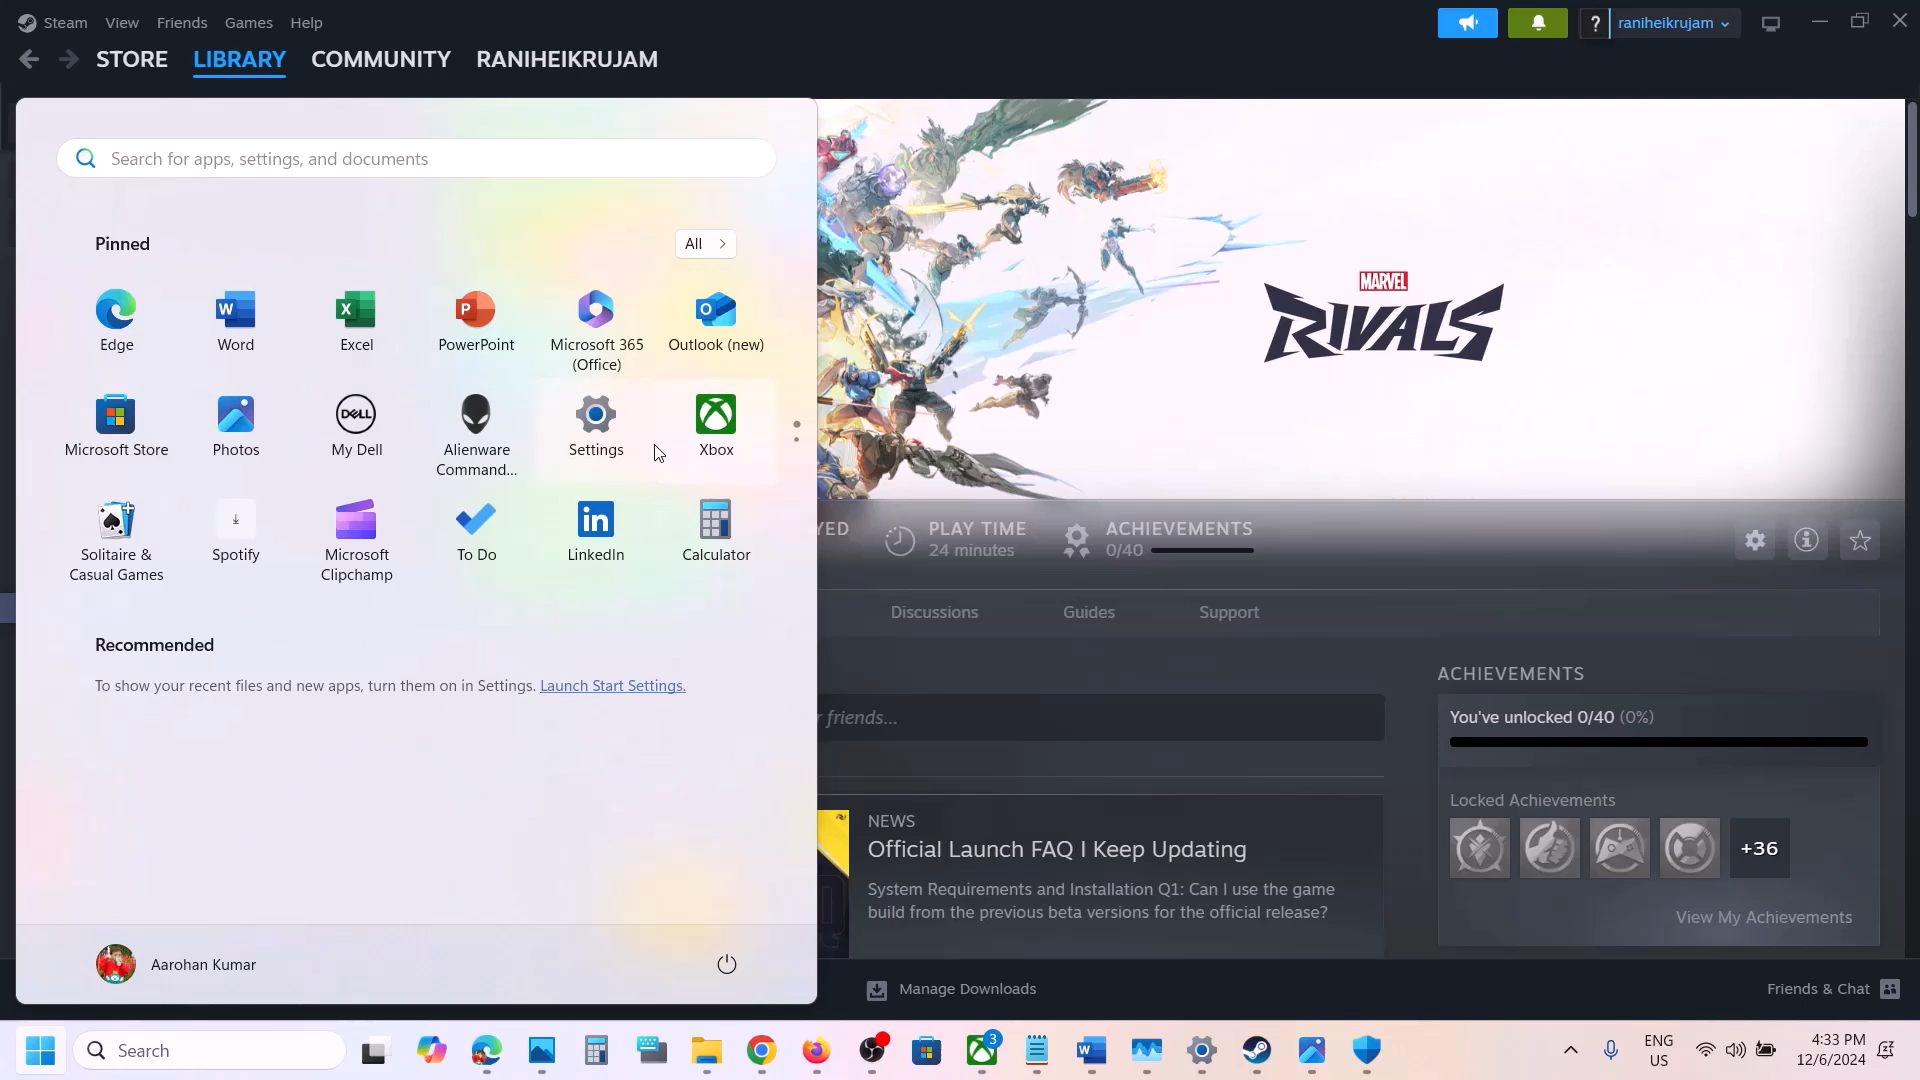 Steam View Friends Games Help
? raniheikrujam
STORE LIBRARY COMMUNITY RANIHEIKRUJAM
Search for apps, settings, and documents
Pinned
All
Edge
Word
Excel
PowerPoint
Microsoft 365
(Office)
Outlook (new)
Microsoft Store
Photos
My Dell
Alienware
Command...
Settings
Xbox
Solitaire &
Casual Games
Spotify
Microsoft
Clipchamp
To Do
LinkedIn
Calculator
Recommended
To show your recent files and new apps, turn them on in Settings. Launch Start Settings.
Aarohan Kumar
MARVEL
RIVALS
YED
PLAY TIME
24 minutes
ACHIEVEMENTS
0/40
Discussions Guides Support
r friends...
NEWS
Official Launch FAQ I Keep Updating
System Requirements and Installation Q1: Can I use the game
build from the previous beta versions for the official release?
ACHIEVEMENTS
You've unlocked 0/40 (0%)
Locked Achievements
+36
View My Achievements
Manage Downloads
Friends & Chat
Search
3
ENG
US
4:33 PM
12/6/2024